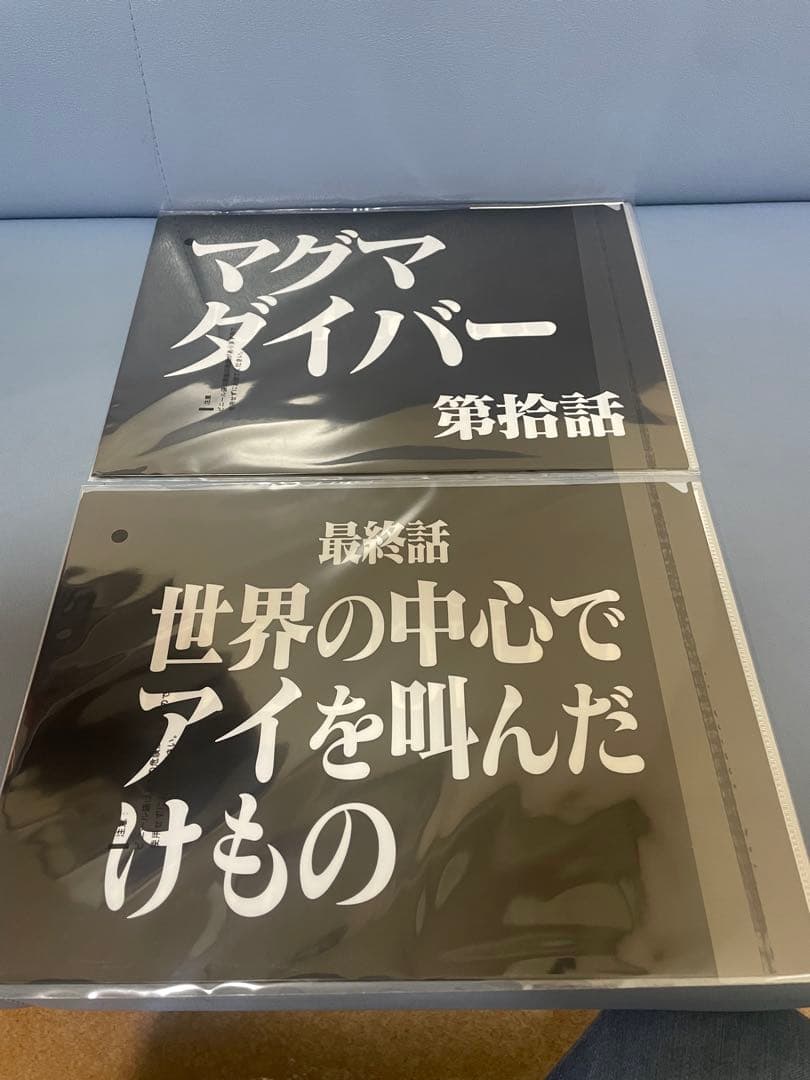 マグマ
ダイバー
第拾話
最終話
世界の中心で
アイを叫んだ
けもの